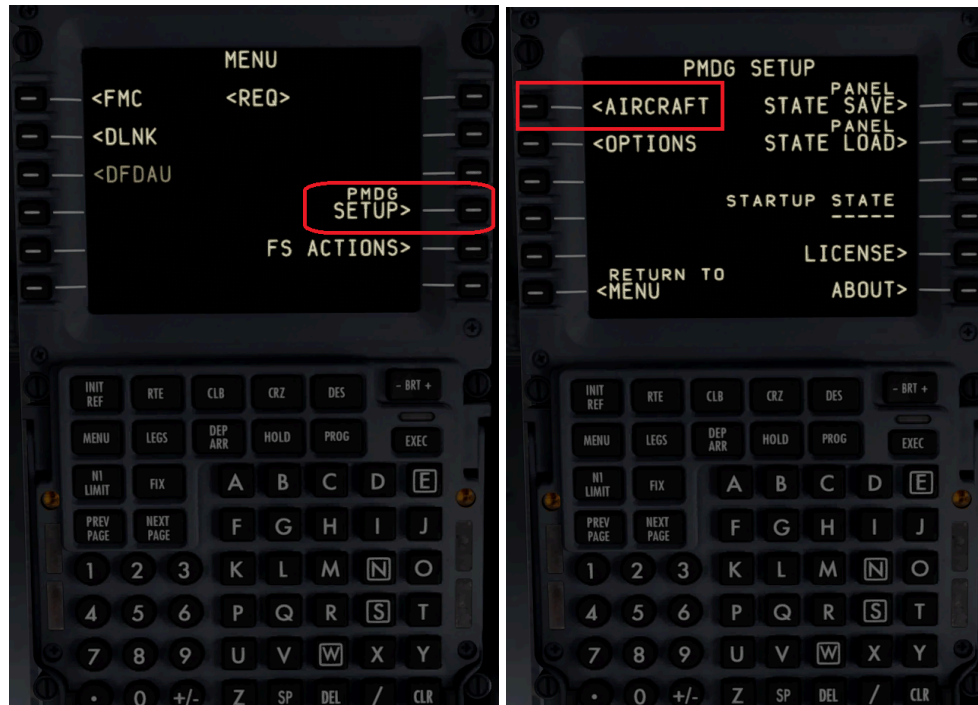 MENU
<FMC <REQ>
<DLNK
<DFDAU
PMDG
SETUP>
FS ACTIONS>
INIT REF RTE CLB CRZ DES - BRT +
MENU LEGS DEP ARR HOLD PROG EXEC
N1 LIMIT FIX A B C D E
PREV PAGE NEXT PAGE F G H I J
1 2 3 K L M N O
4 5 6 P Q R S T
7 8 9 U V W X Y
. 0 +/- Z SP DEL / CLR
PMDG SETUP
PANEL
<AIRCRAFT STATE SAVE>
PANEL
<OPTIONS STATE LOAD>
STARTUP STATE
-----
LICENSE>
RETURN TO
<MENU ABOUT>
INIT REF RTE CLB CRZ DES - BRT +
MENU LEGS DEP ARR HOLD PROG EXEC
N1 LIMIT FIX A B C D E
PREV PAGE NEXT PAGE F G H I J
1 2 3 K L M N O
4 5 6 P Q R S T
7 8 9 U V W X Y
. 0 +/- Z SP DEL / CLR